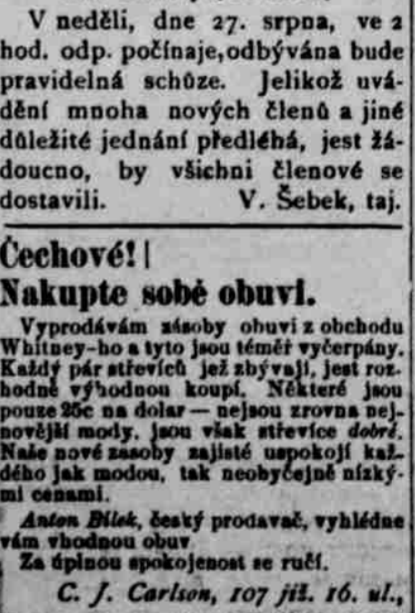 V neděli, dne 27. srpna, ve 2
hod. odp. počínaje,odbývána bude
pravidelná schůze. Jelikož uvá-
dění mnoha nových členů a jiné
důležité jednání předléhá, jest žá-
doucno, by všichni členové se
dostavili. V. Šebek, taj.
Čechové!
Nakupte sobě obuvi.
Vyprodávám zásoby obuvi z obchodu
Whitney-ho a tyto jsou téměř vyčerpány.
Každý pár střevíců jež zbývají, jest roz-
hodně výhodnou koupí. Některé jsou
pouze 25c na dolar — nejsou zrovna nej-
novější mody, jsou však střevíce dobré.
Naše nové zásoby zajisté uspokojí kaž-
dého jak modou, tak neobyčejně nízký-
mi cenami.
Anton Bílek, český prodavač, vyhlédne
vám vhodnou obuv
Za úplnou spokojenost se ručí.
C. J. Carlson, 107 již. 16. ul.,